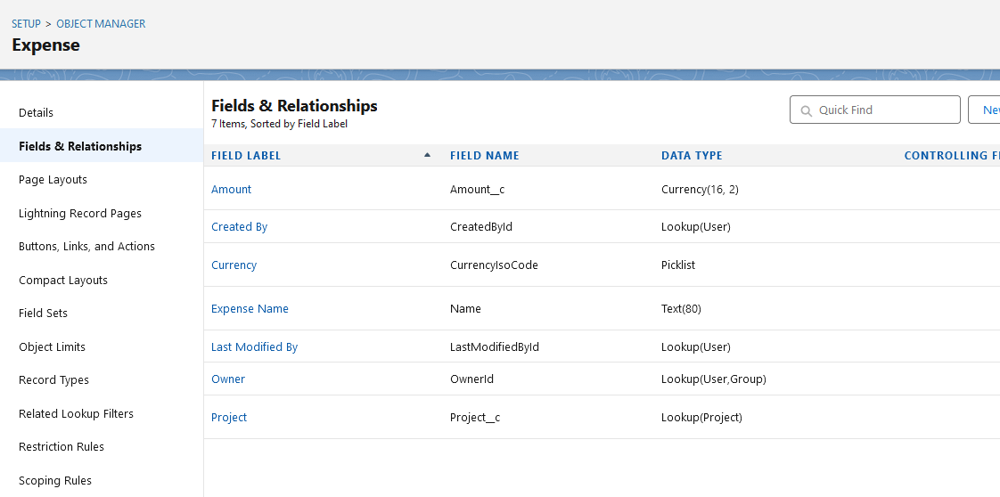 SETUP > OBJECT MANAGER
Expense
Details
Fields & Relationships
Page Layouts
Lightning Record Pages
Buttons, Links, and Actions
Compact Layouts
Field Sets
Object Limits
Record Types
Related Lookup Filters
Restriction Rules
Scoping Rules
Fields & Relationships
7 Items, Sorted by Field Label
Quick Find
FIELD LABEL FIELD NAME DATA TYPE CONTROLLING
Amount Amount__c Currency(16, 2)
Created By CreatedById Lookup(User)
Currency CurrencyIsoCode Picklist
Expense Name Name Text(80)
Last Modified By LastModifiedById Lookup(User)
Owner OwnerId Lookup(User,Group)
Project Project__c Lookup(Project)